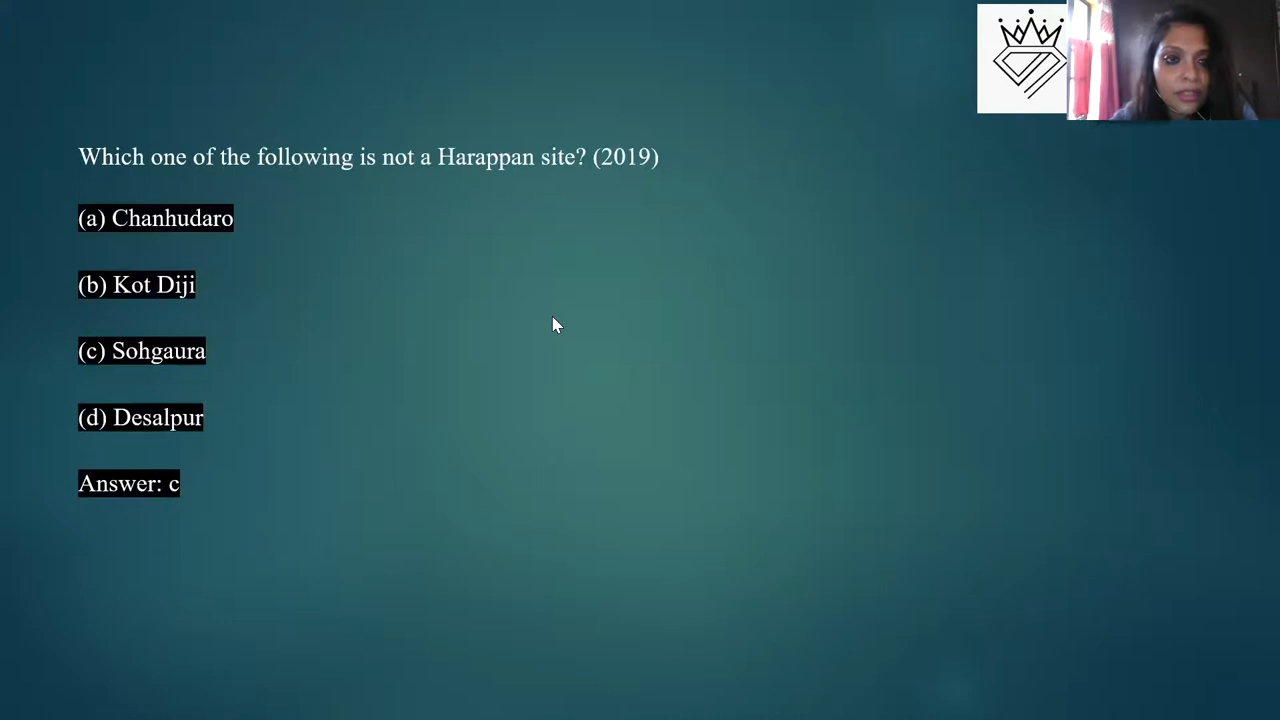 Which one of the following is not a Harappan site? (2019)
(a) Chanhudaro
(b) Kot Diji
(c) Sohgaura
(d) Desalpur
Answer: c